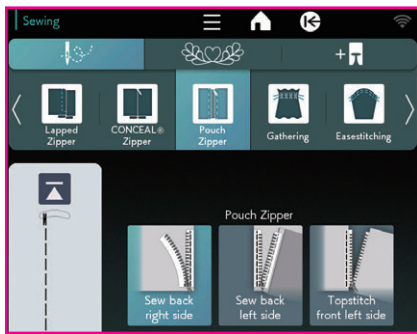 Sewing
Lapped
Zipper
CONCEAL®
Zipper
Pouch
Zipper
Gathering
Easestitching
Pouch Zipper
Sew back
right side
Sew back
left side
Topstitch
front left side